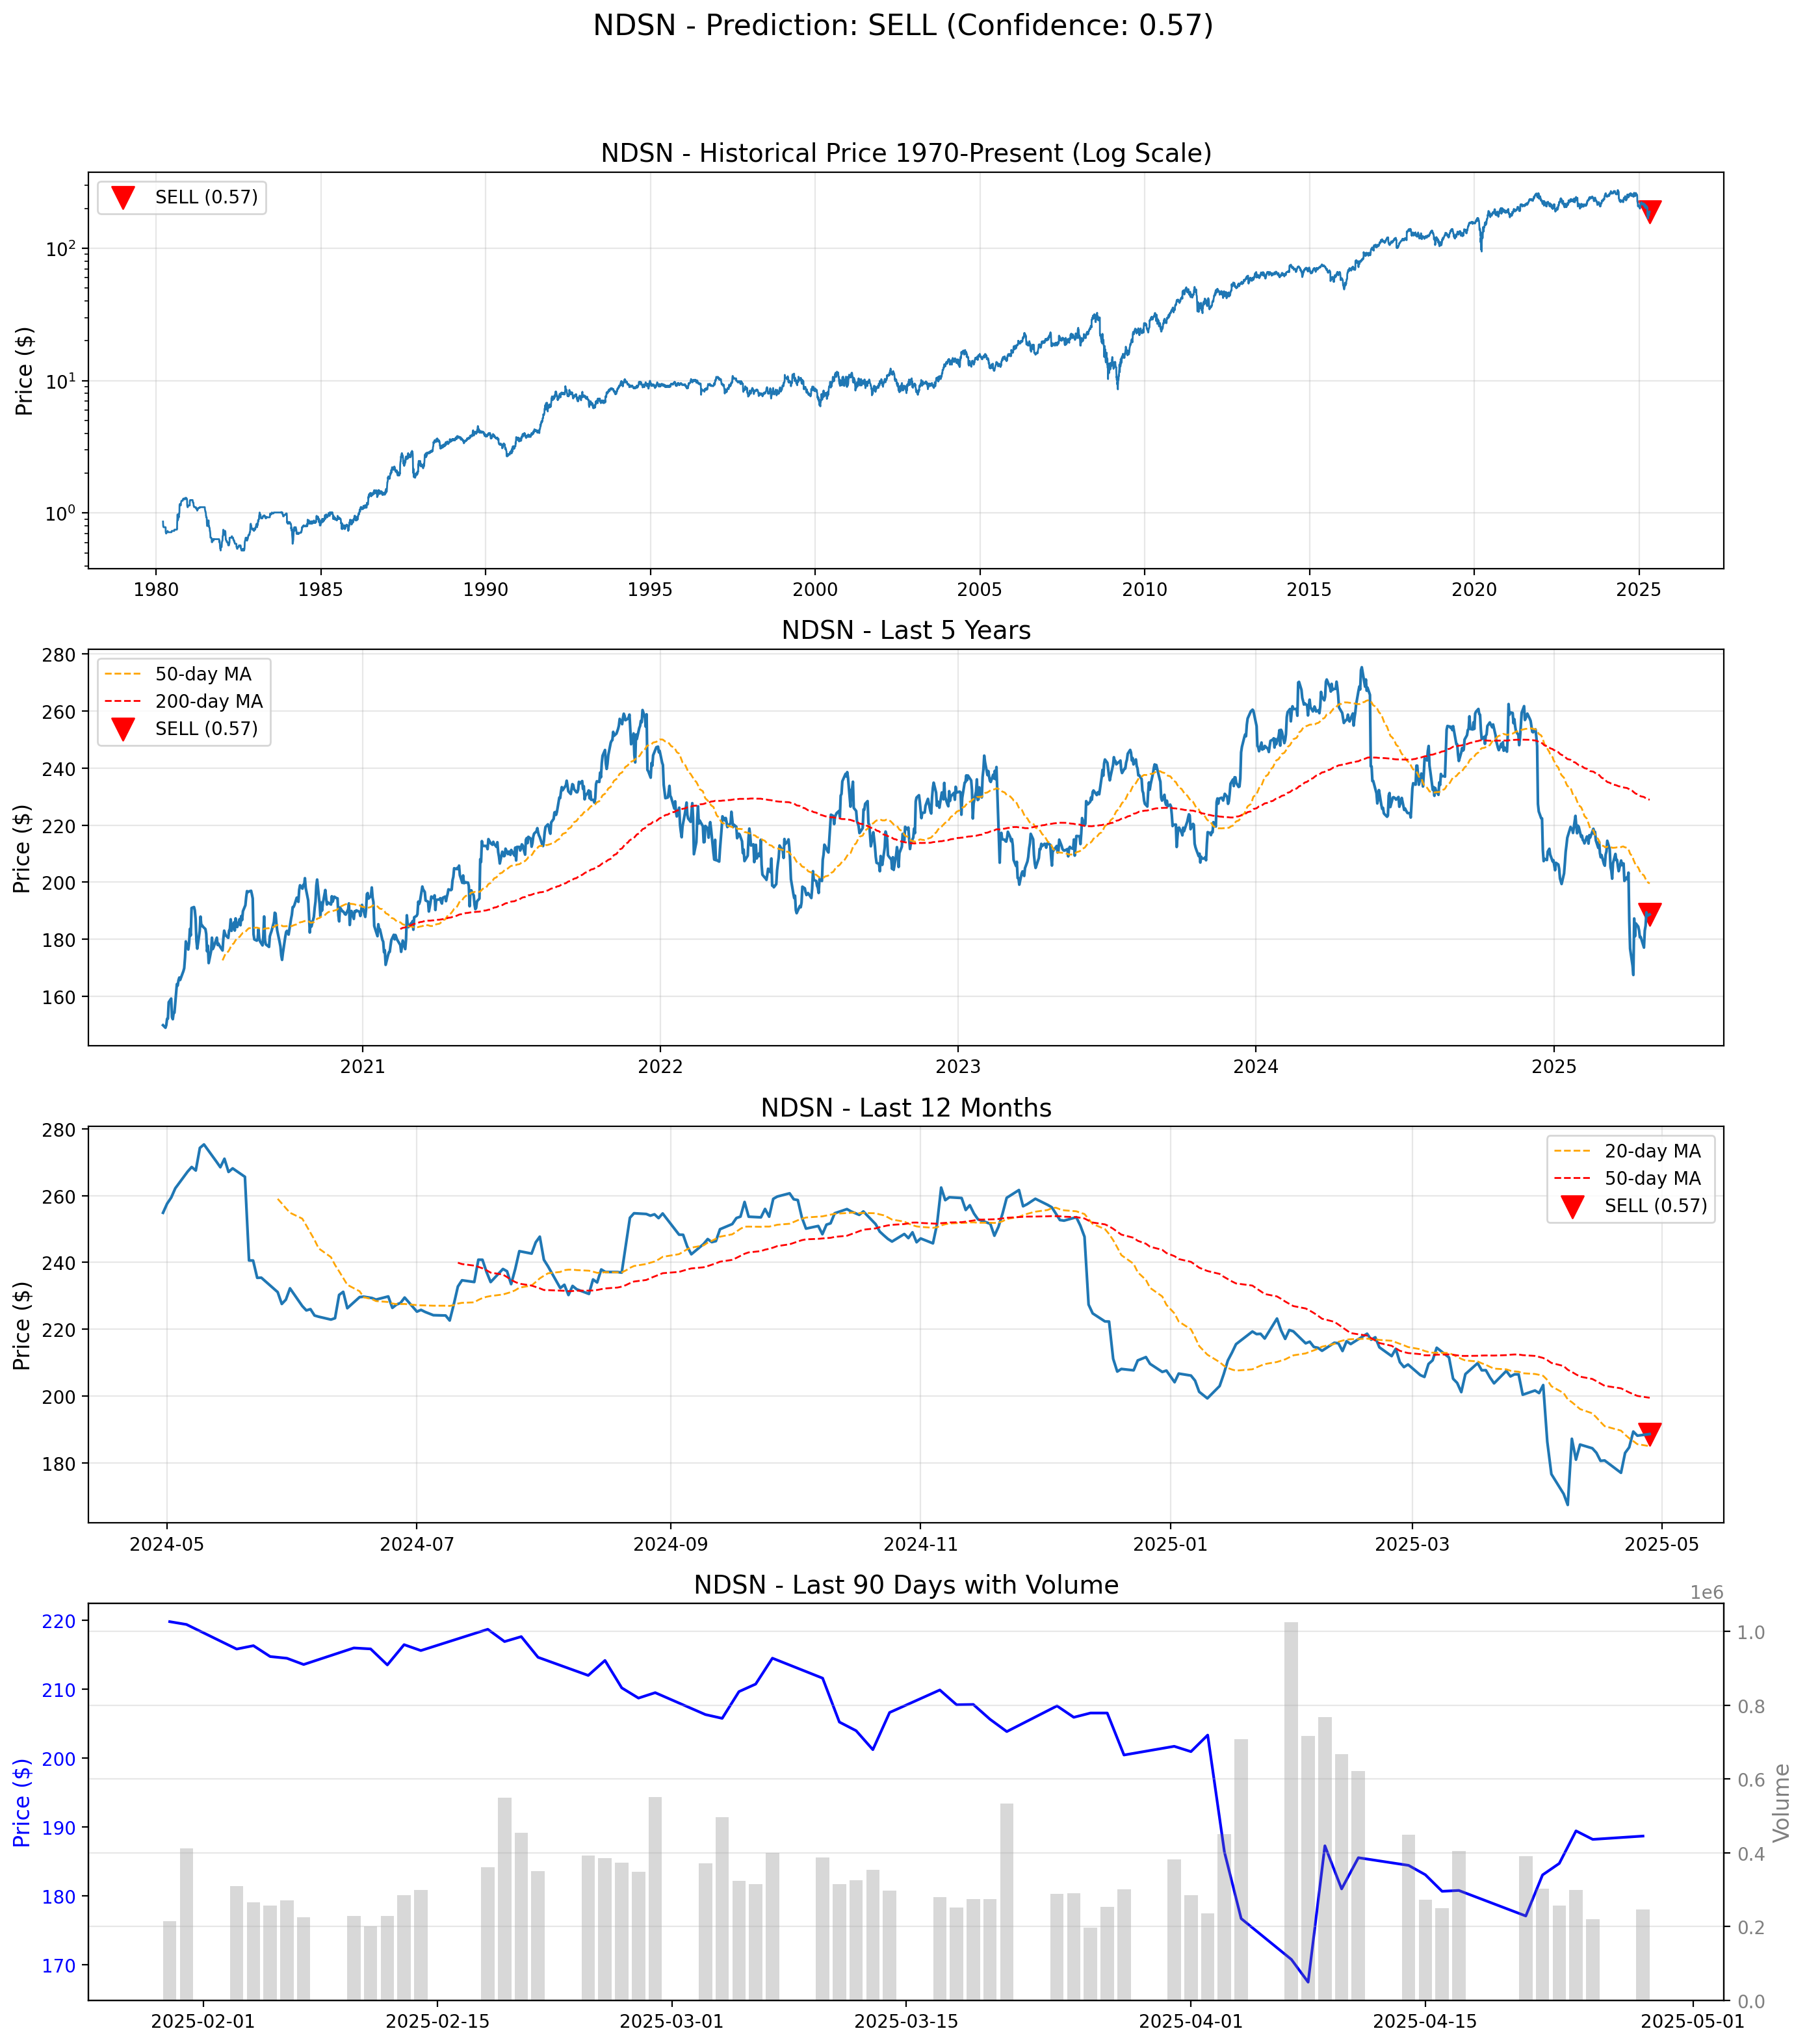 NDSN - Prediction: SELL (Confidence: 0.57)
NDSN - Historical Price 1970-Present (Log Scale)
SELL (0.57)
Price ($)
10²
10¹
10⁰
1980 1985 1990 1995 2000 2005 2010 2015 2020 2025
NDSN - Last 5 Years
50-day MA
200-day MA
SELL (0.57)
Price ($)
280
260
240
220
200
180
160
2021 2022 2023 2024 2025
NDSN - Last 12 Months
20-day MA
50-day MA
SELL (0.57)
Price ($)
280
260
240
220
200
180
2024-05 2024-07 2024-09 2024-11 2025-01 2025-03 2025-05
NDSN - Last 90 Days with Volume
1e6
Price ($)
220
210
200
190
180
170
Volume
1.0
0.8
0.6
0.4
0.2
0.0
2025-02-01 2025-02-15 2025-03-01 2025-03-15 2025-04-01 2025-04-15 2025-05-01